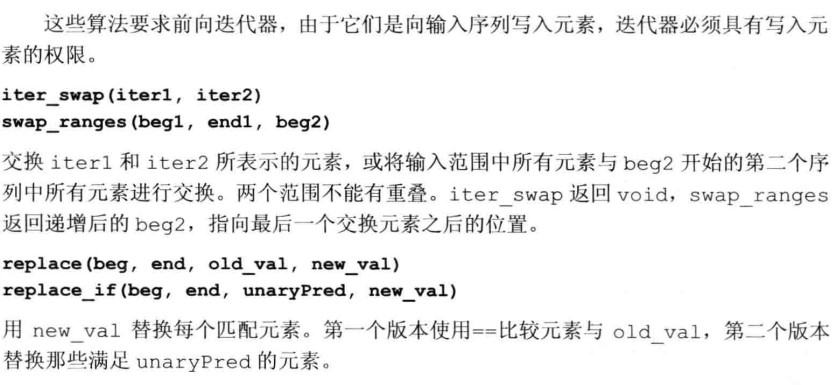 这些算法要求前向迭代器，由于它们是向输入序列写入元素，迭代器必须具有写入元
素的权限。
iter_swap(iter1, iter2)
swap_ranges(beg1, end1, beg2)
交换 iter1 和 iter2 所表示的元素，或将输入范围中所有元素与 beg2 开始的第二个序
列中所有元素进行交换。两个范围不能有重叠。iter_swap 返回 void，swap_ranges
返回递增后的 beg2，指向最后一个交换元素之后的位置。
replace(beg, end, old_val, new_val)
replace_if(beg, end, unaryPred, new_val)
用 new_val 替换每个匹配元素。第一个版本使用==比较元素与 old_val，第二个版本
替换那些满足 unaryPred 的元素。